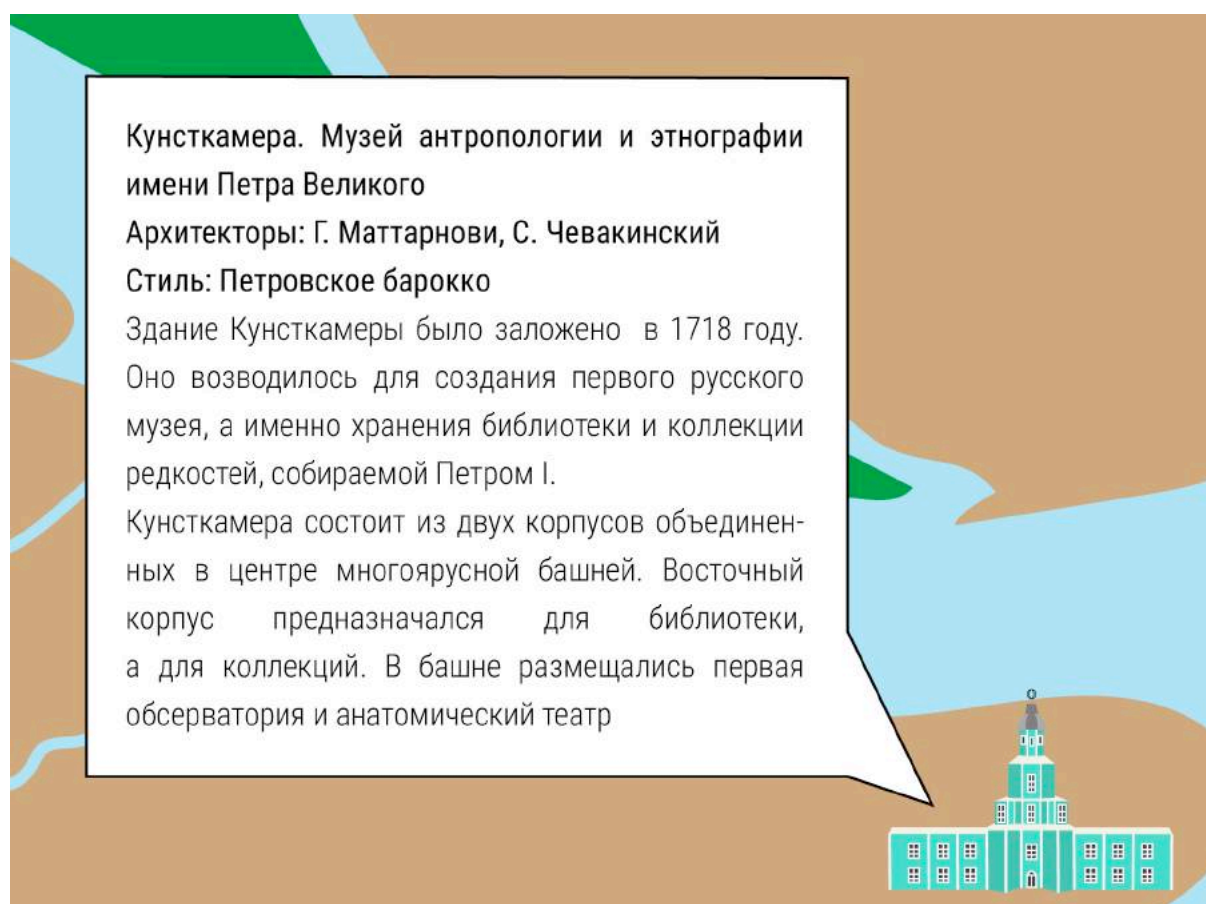 Кунсткамера. Музей антропологии и этнографии
имени Петра Великого
Архитекторы: Г. Маттарнови, С. Чевакинский
Стиль: Петровское барокко
Здание Кунсткамеры было заложено в 1718 году.
Оно возводилось для создания первого русского
музея, а именно хранения библиотеки и коллекции
редкостей, собираемой Петром I.
Кунсткамера состоит из двух корпусов объединен-
ных в центре многоярусной башней. Восточный
корпус предназначался для библиотеки,
а для коллекций. В башне размещались первая
обсерватория и анатомический театр